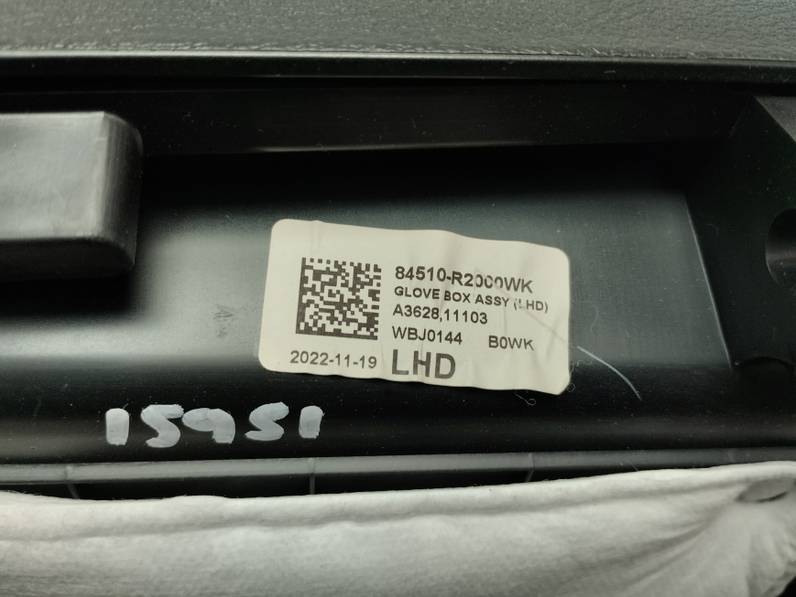 84510-R2000WK
GLOVE BOX ASSY (LHD)
A3628,11103
WBJ0144 B0WK
2022-11-19 LHD
15951